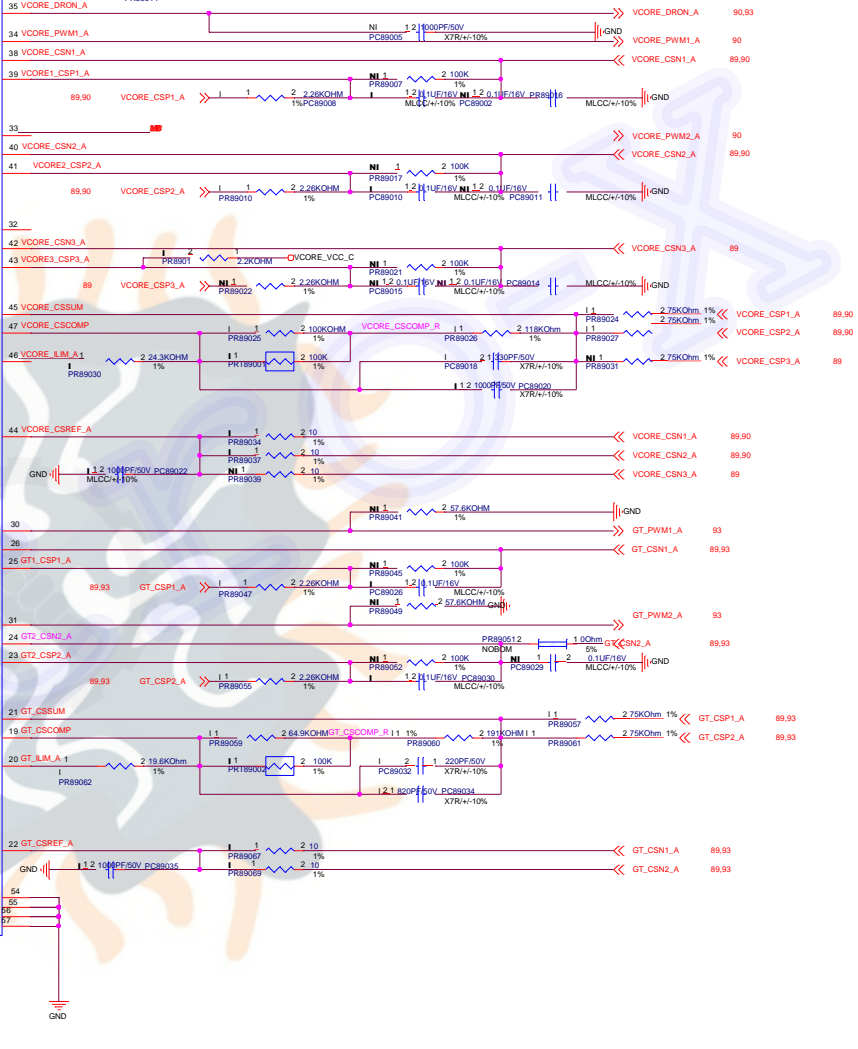 35 VCORE_DRON_A
VCORE_DRON_A 90,93
NI 1 2 1000PF/50V
PC89005 X7R/+/-10%
GND
34 VCORE_PWM1_A
VCORE_PWM1_A 90
38 VCORE_CSN1_A
VCORE_CSN1_A 89,90
39 VCORE1_CSP1_A
NI 1 2 100K
PR89007 1%
89,90 VCORE_CSP1_A I 1 2 2.26KOHM I 1 2 0.1UF/16V NI 1 2 0.1UF/16V PR89016 GND
1% PC89008 MLCC/+/-10% PC89002 MLCC/+/-10%
33
VCORE_PWM2_A 90
40 VCORE_CSN2_A
VCORE_CSN2_A 89,90
41 VCORE2_CSP2_A
NI 1 2 100K
PR89017 1%
89,90 VCORE_CSP2_A I 1 2 2.26KOHM I 1 2 0.1UF/16V NI 1 2 0.1UF/16V GND
PR89010 1% PC89010 MLCC/+/-10% PC89011 MLCC/+/-10%
32
42 VCORE_CSN3_A
VCORE_CSN3_A 89
43 VCORE3_CSP3_A
I 2 1 VCORE_VCC_C
PR8901 2.2KOHM
NI 1 2 100K
PR89021 1%
89 VCORE_CSP3_A NI 1 2 2.26KOHM NI 1 2 0.1UF/16V NI 1 2 0.1UF/16V PC89014 MLCC/+/-10% GND
PR89022 1% PC89015 MLCC/+/-10%
45 VCORE_CSSUM
I 1 2 75KOhm 1% VCORE_CSP1_A 89,90
PR89024 2 75KOhm 1%
47 VCORE_CSCOMP
I 1 2 100KOHM VCORE_CSCOMP_R I 1 2 118KOhm I 1 VCORE_CSP2_A 89,90
PR89025 1% PR89026 1% PR89027
46 VCORE_ILIM_A 1 2 24.3KOHM I 1 2 100K I 2 1 330PF/50V NI 1 2 75KOhm 1% VCORE_CSP3_A 89
I PR89030 1% PRT89001 1% PC89018 X7R/+/-10% PR89031
I 1 2 1000PF/50V PC89020
X7R/+/-10%
44 VCORE_CSREF_A
I 1 2 10 VCORE_CSN1_A 89,90
PR89034 1%
I 1 2 10 VCORE_CSN2_A 89,90
PR89037 1%
GND I 1 2 1000PF/50V PC89022 NI 1 2 10 VCORE_CSN3_A 89
MLCC/+/-10% PR89039 1%
NI 1 2 57.6KOHM GND
PR89041 1%
30
GT_PWM1_A 93
26
GT_CSN1_A 89,93
25 GT1_CSP1_A
NI 1 2 100K
PR89045 1%
89,93 GT_CSP1_A I 1 2 2.26KOHM I 1 2 0.1UF/16V
PR89047 1% PC89026 MLCC/+/-10%
NI 1 2 57.6KOHM GND
PR89049 1%
31
GT_PWM2_A 93
24 GT2_CSN2_A
PR89051 2 1 0Ohm GT_CSN2_A 89,93
NOBOM 5%
23 GT2_CSP2_A
NI 1 2 100K NI 1 2 0.1UF/16V GND
PR89052 1% PC89029 MLCC/+/-10%
89,93 GT_CSP2_A I 1 2 2.26KOHM I 1 2 0.1UF/16V PC89030
PR89055 1% MLCC/+/-10%
21 GT_CSSUM
I 1 2 75KOhm 1% GT_CSP1_A 89,93
PR89057
19 GT_CSCOMP
I 1 2 64.9KOHM GT_CSCOMP_R I 1 1% 2 191KOHM I 1 2 75KOhm 1% GT_CSP2_A 89,93
PR89059 PR89060 1% PR89061
20 GT_ILIM_A 1 2 19.6KOhm I 1 2 100K I 2 1 220PF/50V
I PR89062 1% PRT89002 1% PC89032 X7R/+/-10%
I 2 1 820PF/50V PC89034
X7R/+/-10%
22 GT_CSREF_A
I 1 2 10 GT_CSN1_A 89,93
PR89067 1%
GND I 1 2 1000PF/50V PC89035 I 1 2 10 GT_CSN2_A 89,93
PR89069 1%
54
55
56
57
GND